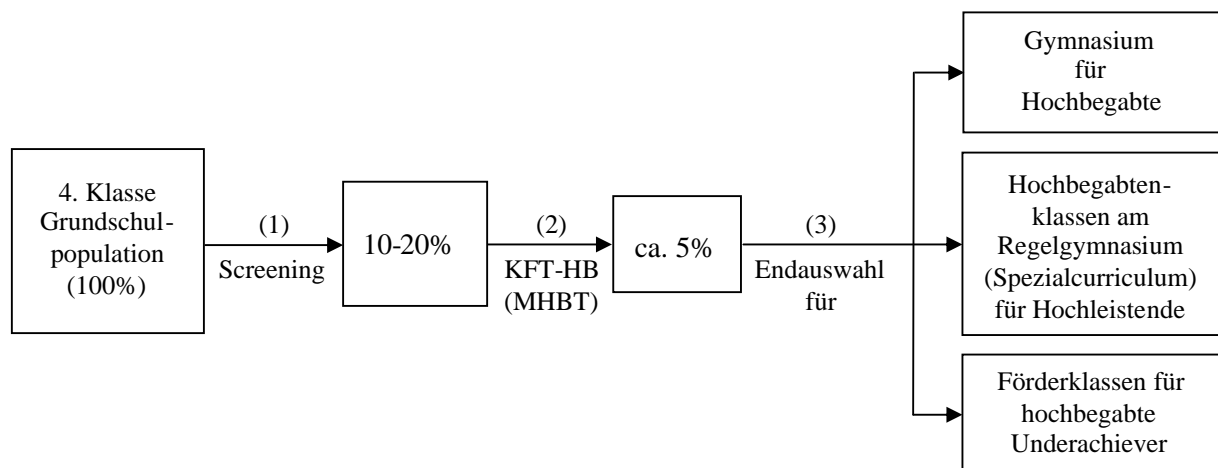 4. Klasse
Grundschul-
population
(100%)
(1)
Screening
10-20%
(2)
KFT-HB
(MHBT)
ca. 5%
(3)
Endauswahl
für
Gymnasium
für
Hochbegabte
Hochbegabten-
klassen am
Regelgymnasium
(Spezialcurriculum)
für Hochleistende
Förderklassen für
hochbegabte
Underachiever